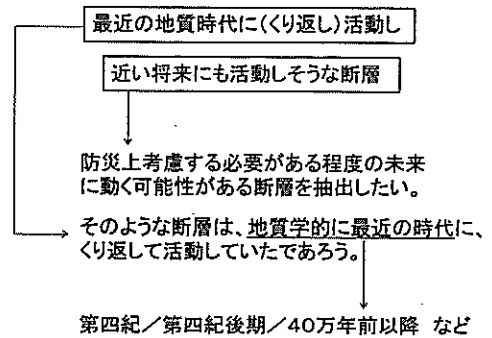 最近の地質時代に(くり返し)活動し
近い将来にも活動しそうな断層
防災上考慮する必要がある程度の未来
に動く可能性がある断層を抽出したい。
そのような断層は、地質学的に最近の時代に、
くり返して活動していたであろう。
第四紀／第四紀後期／40万年前以降 など